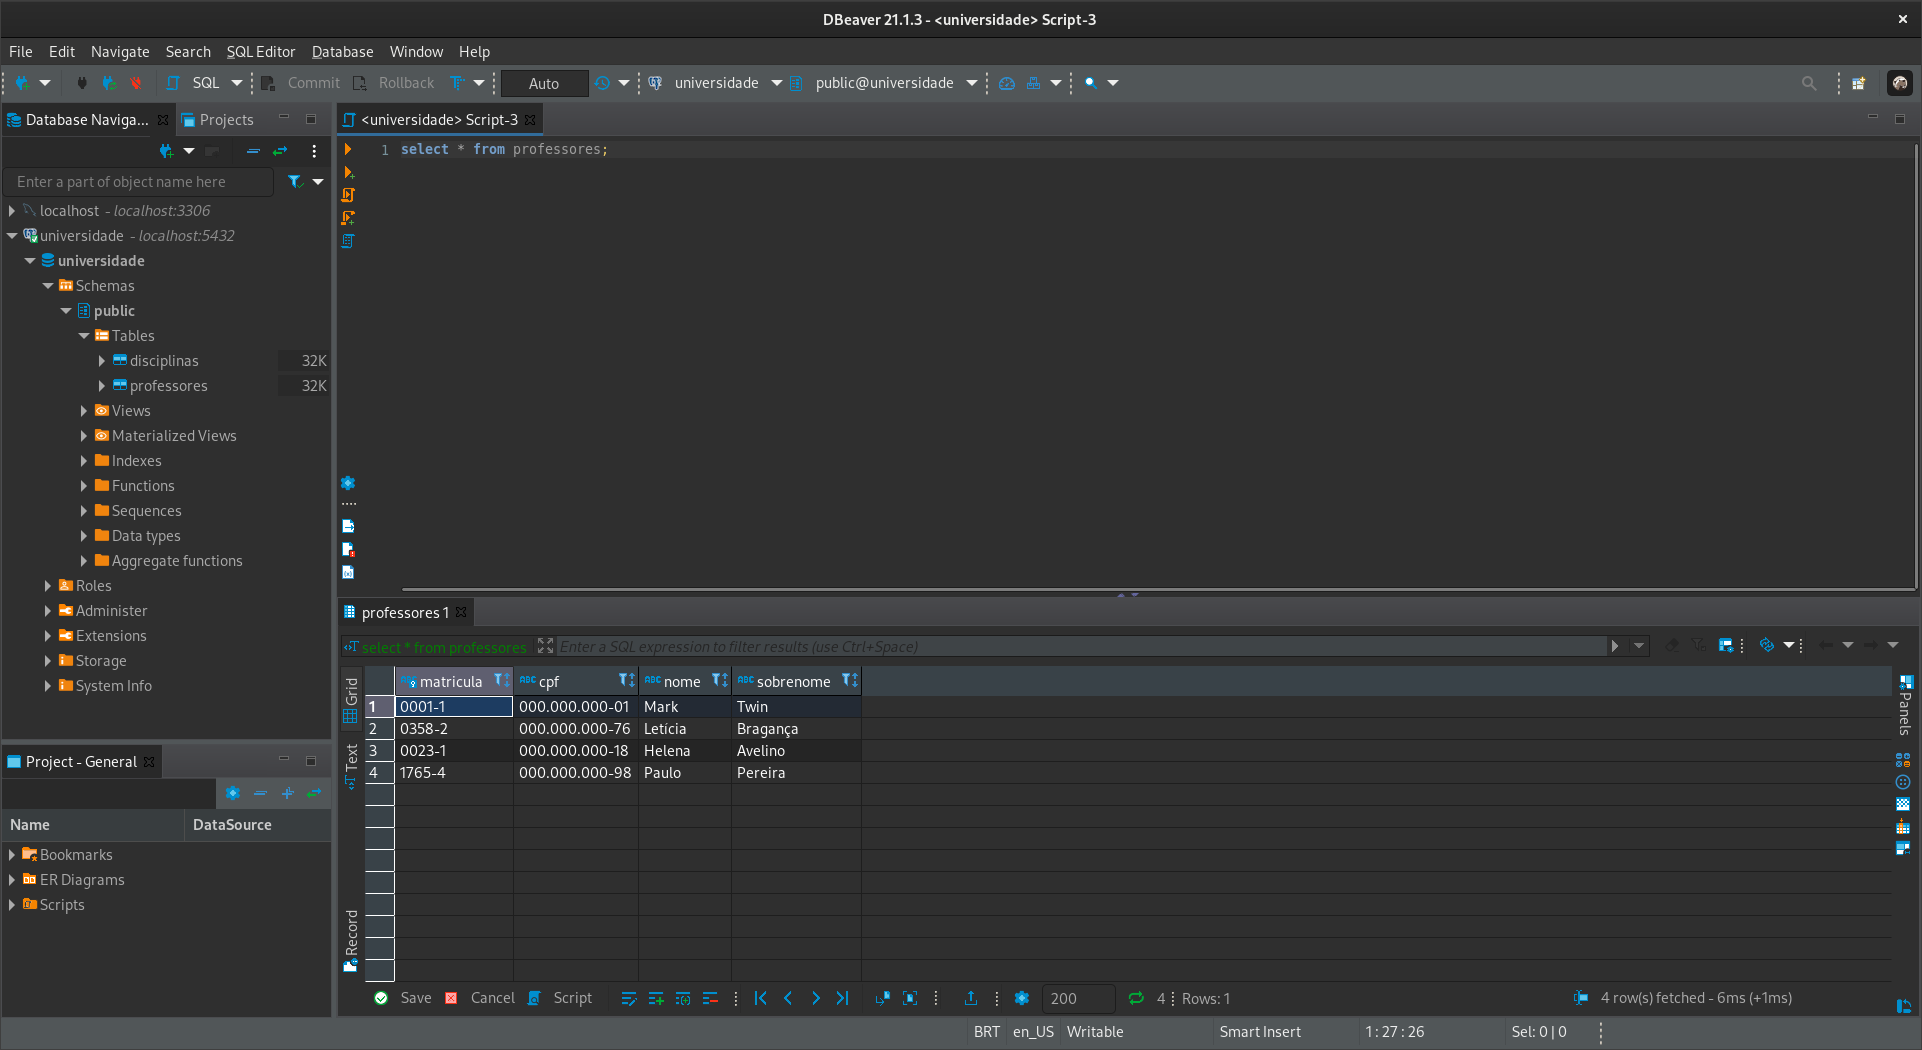 DBeaver 21.1.3 - <universidade> Script-3
File Edit Navigate Search SQL Editor Database Window Help
SQL Commit Rollback Auto universidade public@universidade
Database Naviga... Projects
Enter a part of object name here
localhost - localhost:3306
universidade - localhost:5432
universidade
Schemas
public
Tables
disciplinas 32K
professores 32K
Views
Materialized Views
Indexes
Functions
Sequences
Data types
Aggregate functions
Roles
Administer
Extensions
Storage
System Info
Project - General
Name DataSource
Bookmarks
ER Diagrams
Scripts
<universidade> Script-3
1 select * from professores;
professores 1
select * from professores Enter a SQL expression to filter results (use Ctrl+Space)
Grid
Text
Record
ABC matricula ABC cpf ABC nome ABC sobrenome
1 0001-1 000.000.000-01 Mark Twin
2 0358-2 000.000.000-76 Letícia Bragança
3 0023-1 000.000.000-18 Helena Avelino
4 1765-4 000.000.000-98 Paulo Pereira
Panels
Save Cancel Script 200 4 Rows: 1 4 row(s) fetched - 6ms (+1ms)
BRT en_US Writable Smart Insert 1 : 27 : 26 Sel: 0 | 0